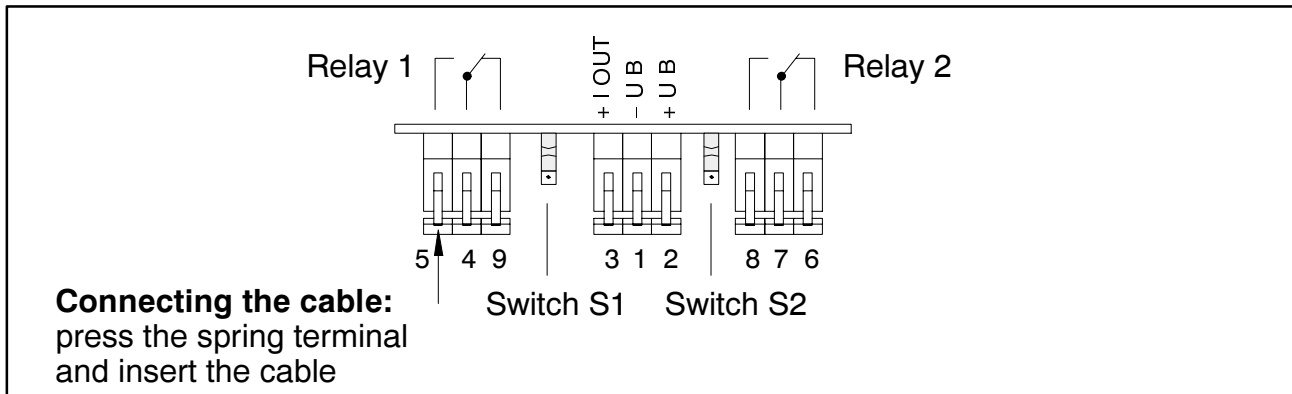 Relay 1
+ I OUT
– U B
+ U B
Relay 2
5 4 9 3 1 2 8 7 6
Switch S1 Switch S2
Connecting the cable:
press the spring terminal
and insert the cable